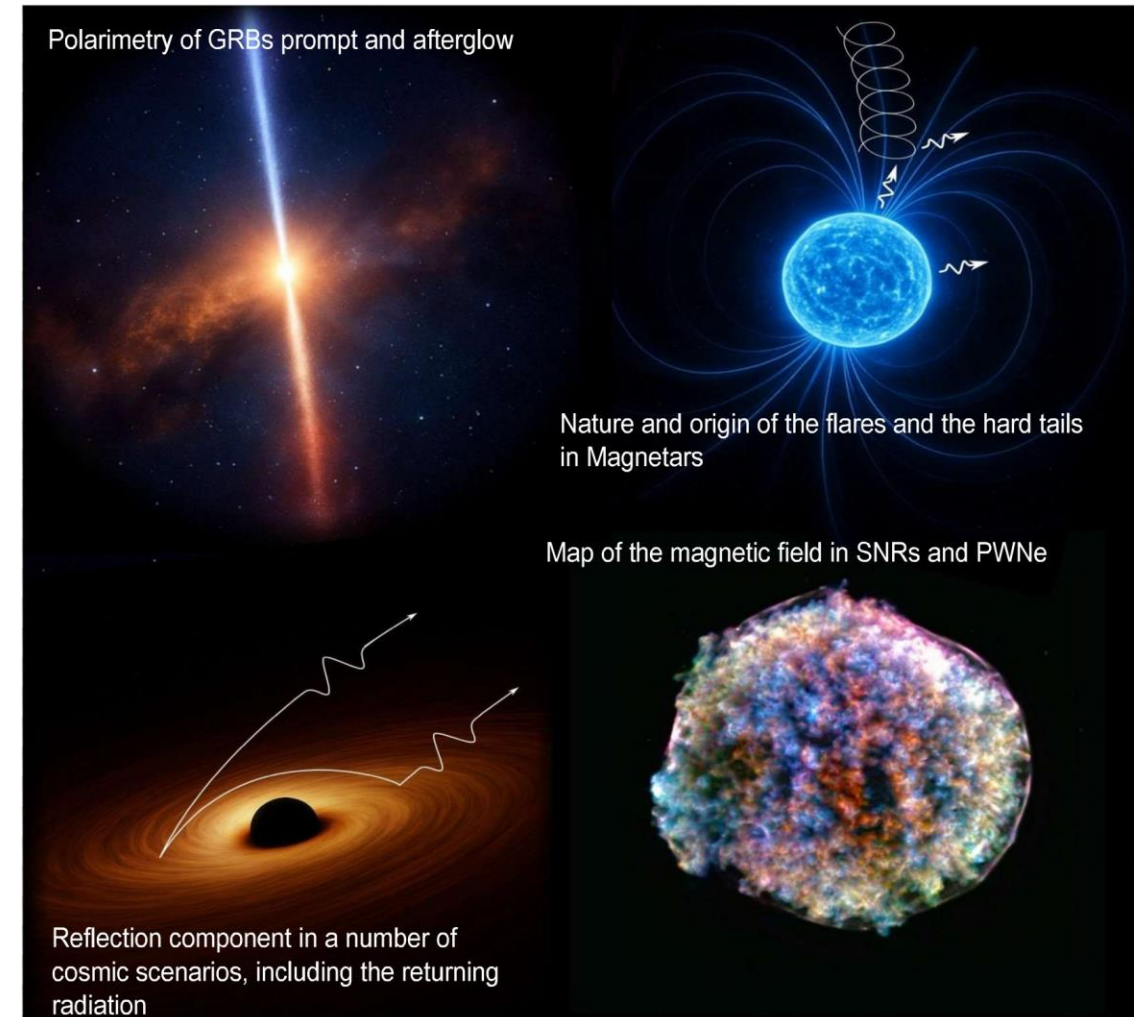 Polarimetry of GRBs prompt and afterglow
Nature and origin of the flares and the hard tails
in Magnetars
Map of the magnetic field in SNRs and PWNe
Reflection component in a number of
cosmic scenarios, including the returning
radiation